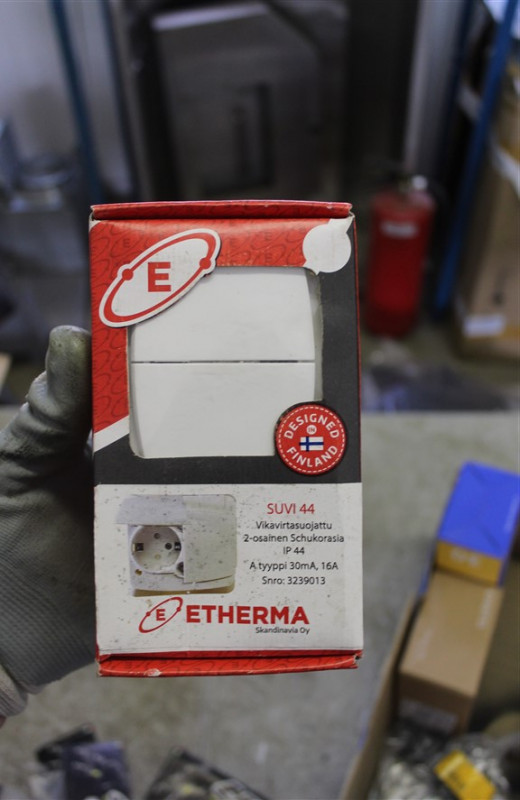 E
DESIGNED
IN
FINLAND
SUVI 44
Vikavirtasuojattu
2-osainen Schukorasia
IP 44
A tyyppi 30mA, 16A
Snro: 3239013
E ETHERMA
Skandinavia Oy